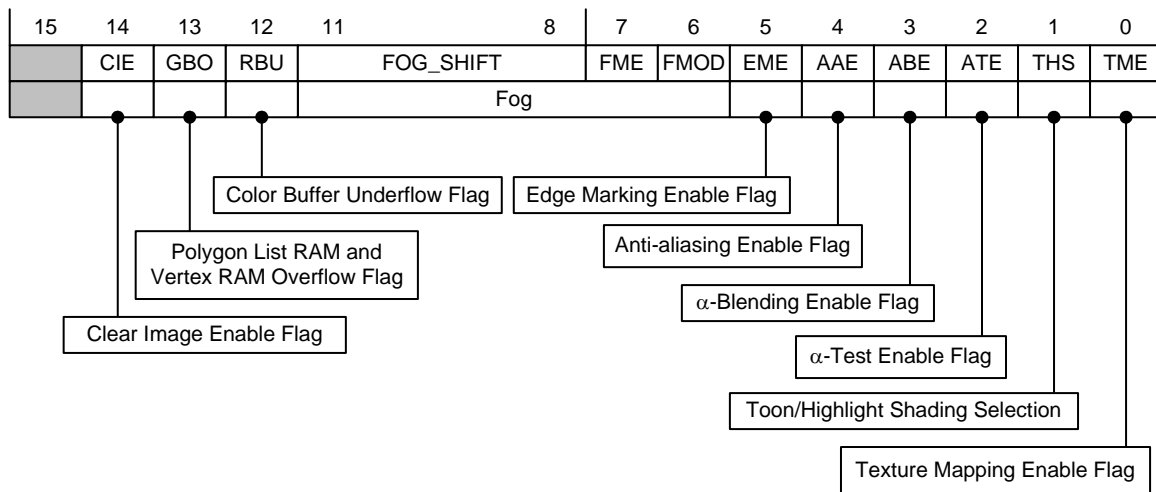 15 14 13 12 11 8 7 6 5 4 3 2 1 0
CIE GBO RBU FOG_SHIFT FME FMOD EME AAE ABE ATE THS TME
Fog
Color Buffer Underflow Flag
Edge Marking Enable Flag
Polygon List RAM and
Vertex RAM Overflow Flag
Anti-aliasing Enable Flag
α-Blending Enable Flag
Clear Image Enable Flag
α-Test Enable Flag
Toon/Highlight Shading Selection
Texture Mapping Enable Flag